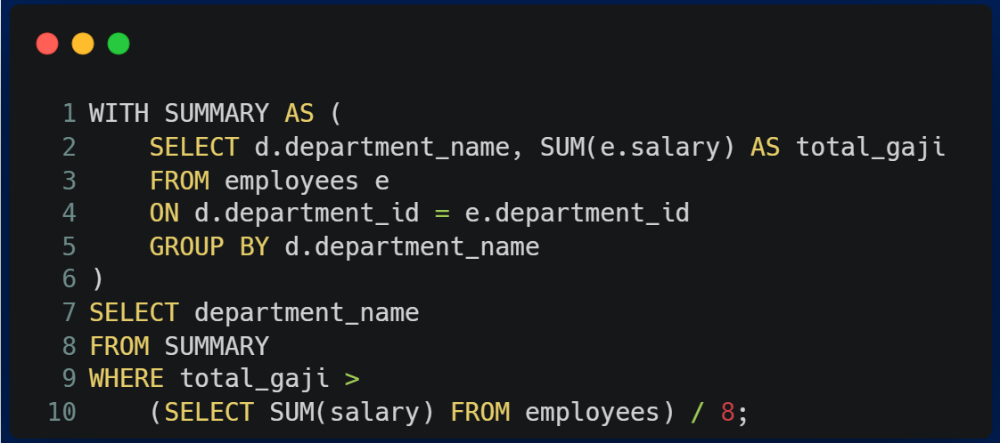 1 WITH SUMMARY AS (
2     SELECT d.department_name, SUM(e.salary) AS total_gaji
3     FROM employees e
4     ON d.department_id = e.department_id
5     GROUP BY d.department_name
6 )
7 SELECT department_name
8 FROM SUMMARY
9 WHERE total_gaji >
10     (SELECT SUM(salary) FROM employees) / 8;